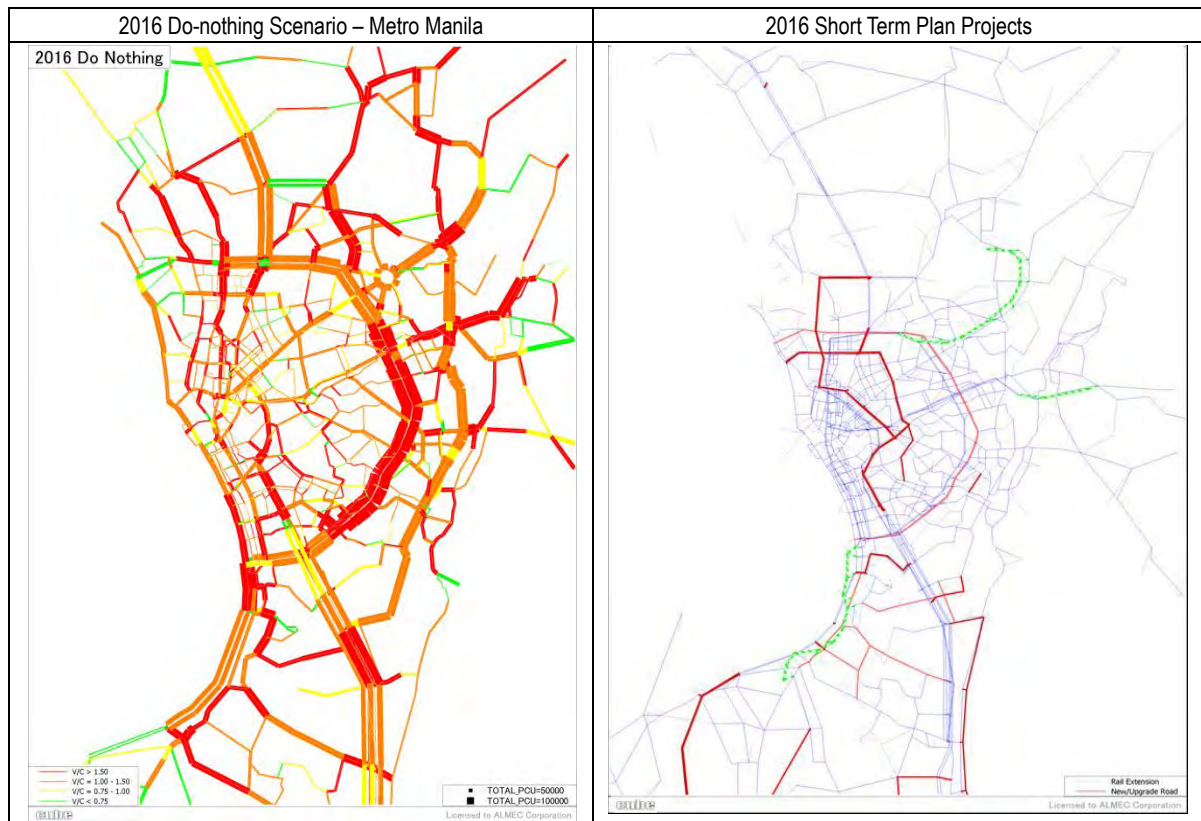 2016 Do-nothing Scenario – Metro Manila
2016 Short Term Plan Projects
2016 Do Nothing
V/C > 1.50
V/C = 1.00 - 1.50
V/C = 0.75 - 1.00
V/C < 0.75
TOTAL_PCU=50000
TOTAL_PCU=100000
cube
Licensed to ALMEC Corporation
Rail Extension
New/Upgrade Road
cube
Licensed to ALMEC Corporation